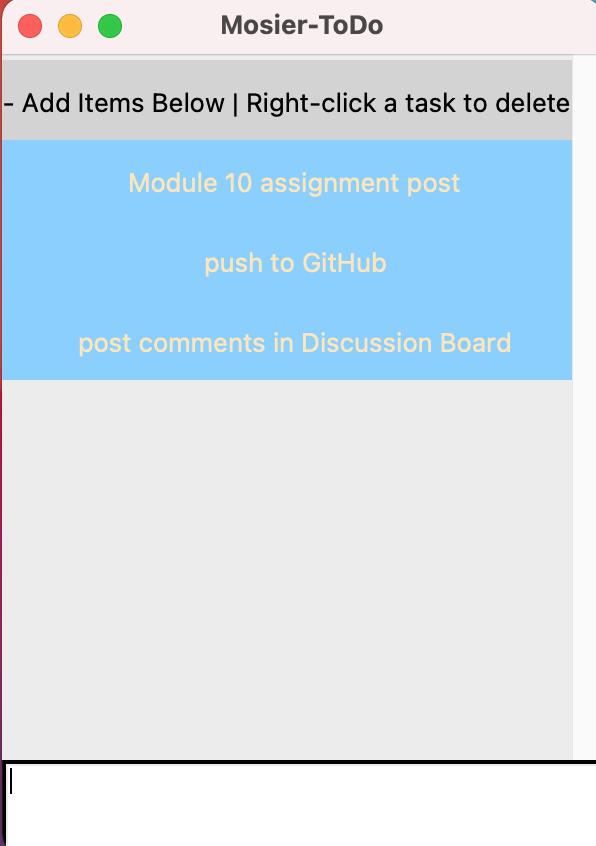 Mosier-ToDo
- Add Items Below | Right-click a task to delete
Module 10 assignment post
push to GitHub
post comments in Discussion Board